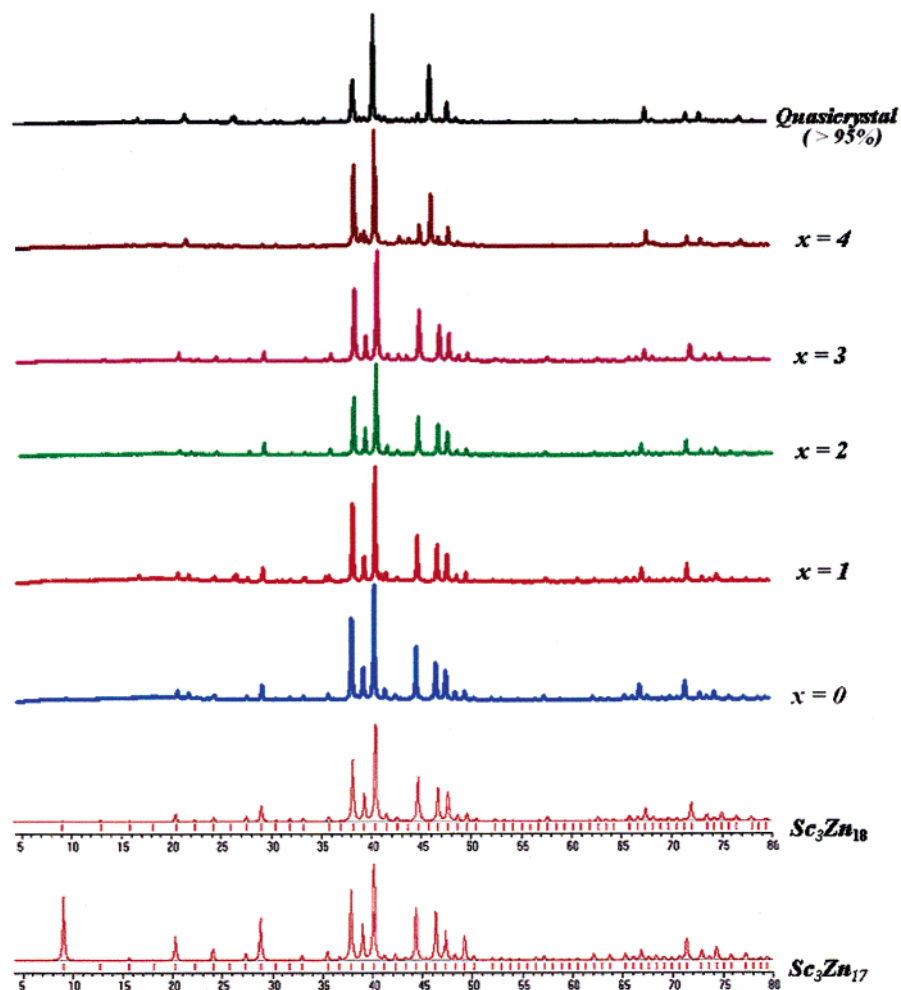 Quasicrystal
( > 95%)
x = 4
x = 3
x = 2
x = 1
x = 0
5 10 15 20 25 30 35 40 45 50 55 60 65 70 75 80
Sc₃Zn₁₈
5 10 15 20 25 30 35 40 45 50 55 60 65 70 75 80
Sc₃Zn₁₇